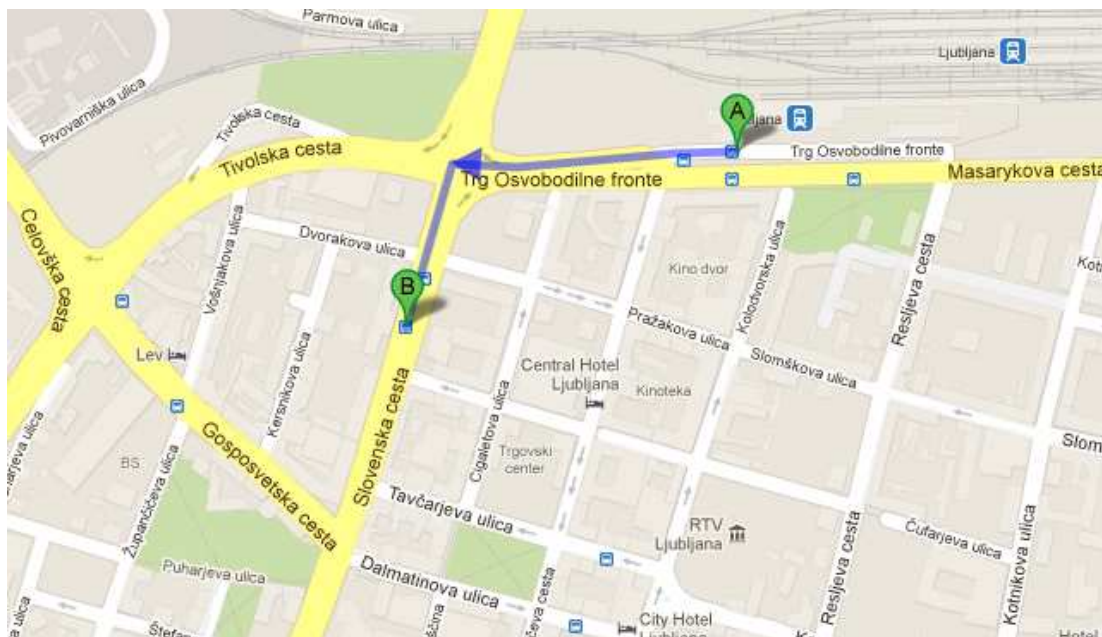 Parmova ulica
Ljubljana
Pivovarniška ulica
Tivolska cesta
A
Tivolska cesta
Trg Osvobodilne fronte
Trg Osvobodilne fronte
Masarykova cesta
Celovška cesta
Vošnjakova ulica
Dvorakova ulica
Kino dvor
Kolodvorska ulica
Resljeva cesta
B
Pražakova ulica
Slomškova ulica
Lev
Kersnikova ulica
Central Hotel
Ljubljana
Kinoteka
Slovenska cesta
Cigaletova ulica
Gosposvetska cesta
BS
Trgovski
center
Župančičeva ulica
Tavčarjeva ulica
RTV
Ljubljana
Čufarjeva ulica
Puharjeva ulica
Dalmatinova ulica
Resljeva cesta
Kotnikova ulica
City Hotel
Hotel